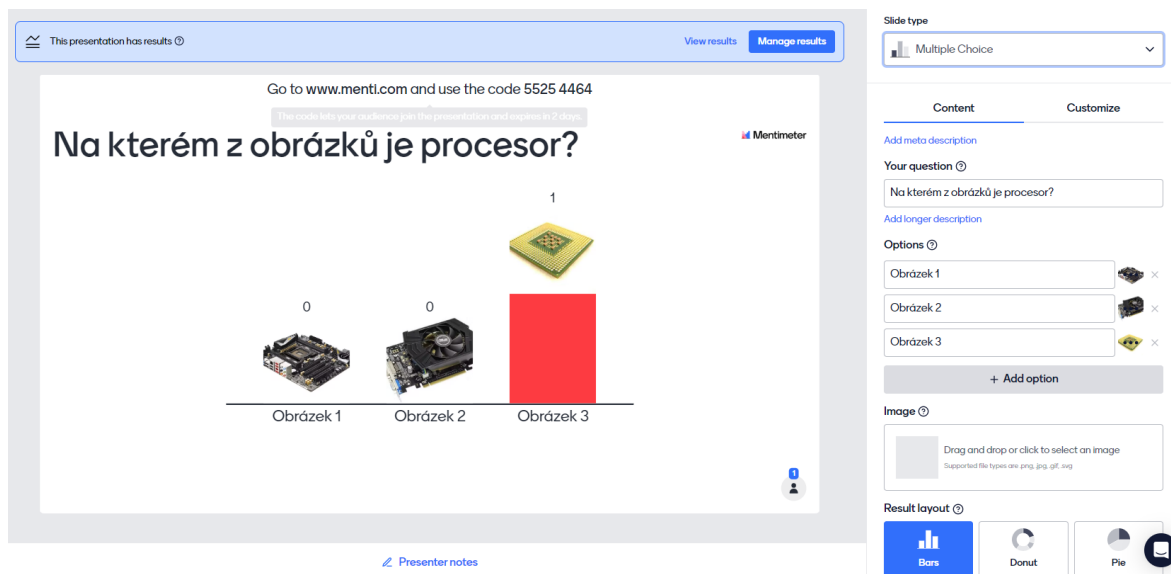 This presentation has results
View results
Manage results
Go to www.menti.com and use the code 5525 4464
The code lets your audience join the presentation and expires in 2 days.
Na kterém z obrázků je procesor?
Mentimeter
1
0
0
Obrázek 1
Obrázek 2
Obrázek 3
1
Presenter notes
Slide type
Multiple Choice
Content
Customize
Add meta description
Your question
Na kterém z obrázků je procesor?
Add longer description
Options
Obrázek 1
Obrázek 2
Obrázek 3
+ Add option
Image
Drag and drop or click to select an image
Supported file types are .png, .jpg, .gif, .svg
Result layout
Bars
Donut
Pie